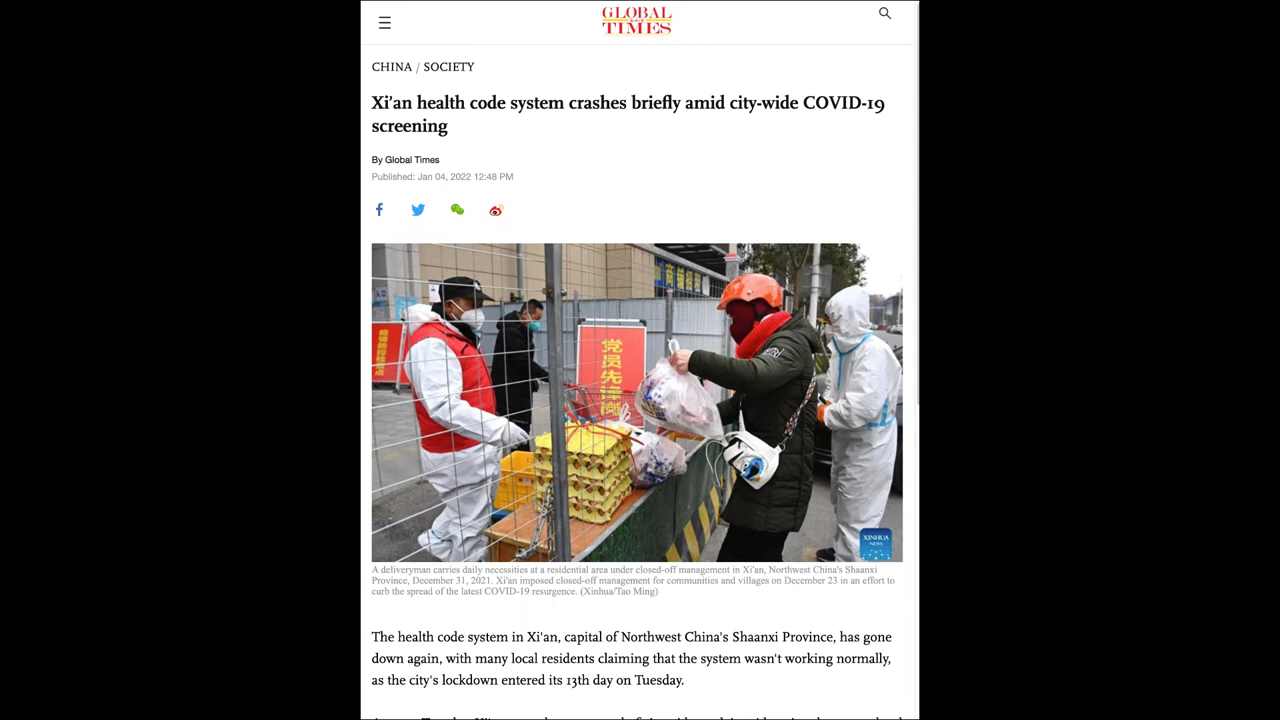 GLOBAL
TIMES
CHINA / SOCIETY
Xi'an health code system crashes briefly amid city-wide COVID-19
screening
By Global Times
Published: Jan 04, 2022 12:48 PM
党
员
先
锋
XINHUA
NEWS
A deliveryman carries daily necessities at a residential area under closed-off management in Xi'an, Northwest China's Shaanxi
Province, December 31, 2021. Xi'an imposed closed-off management for communities and villages on December 23 in an effort to
curb the spread of the latest COVID-19 resurgence. (Xinhua/Tao Ming)
The health code system in Xi'an, capital of Northwest China's Shaanxi Province, has gone
down again, with many local residents claiming that the system wasn't working normally,
as the city's lockdown entered its 13th day on Tuesday.